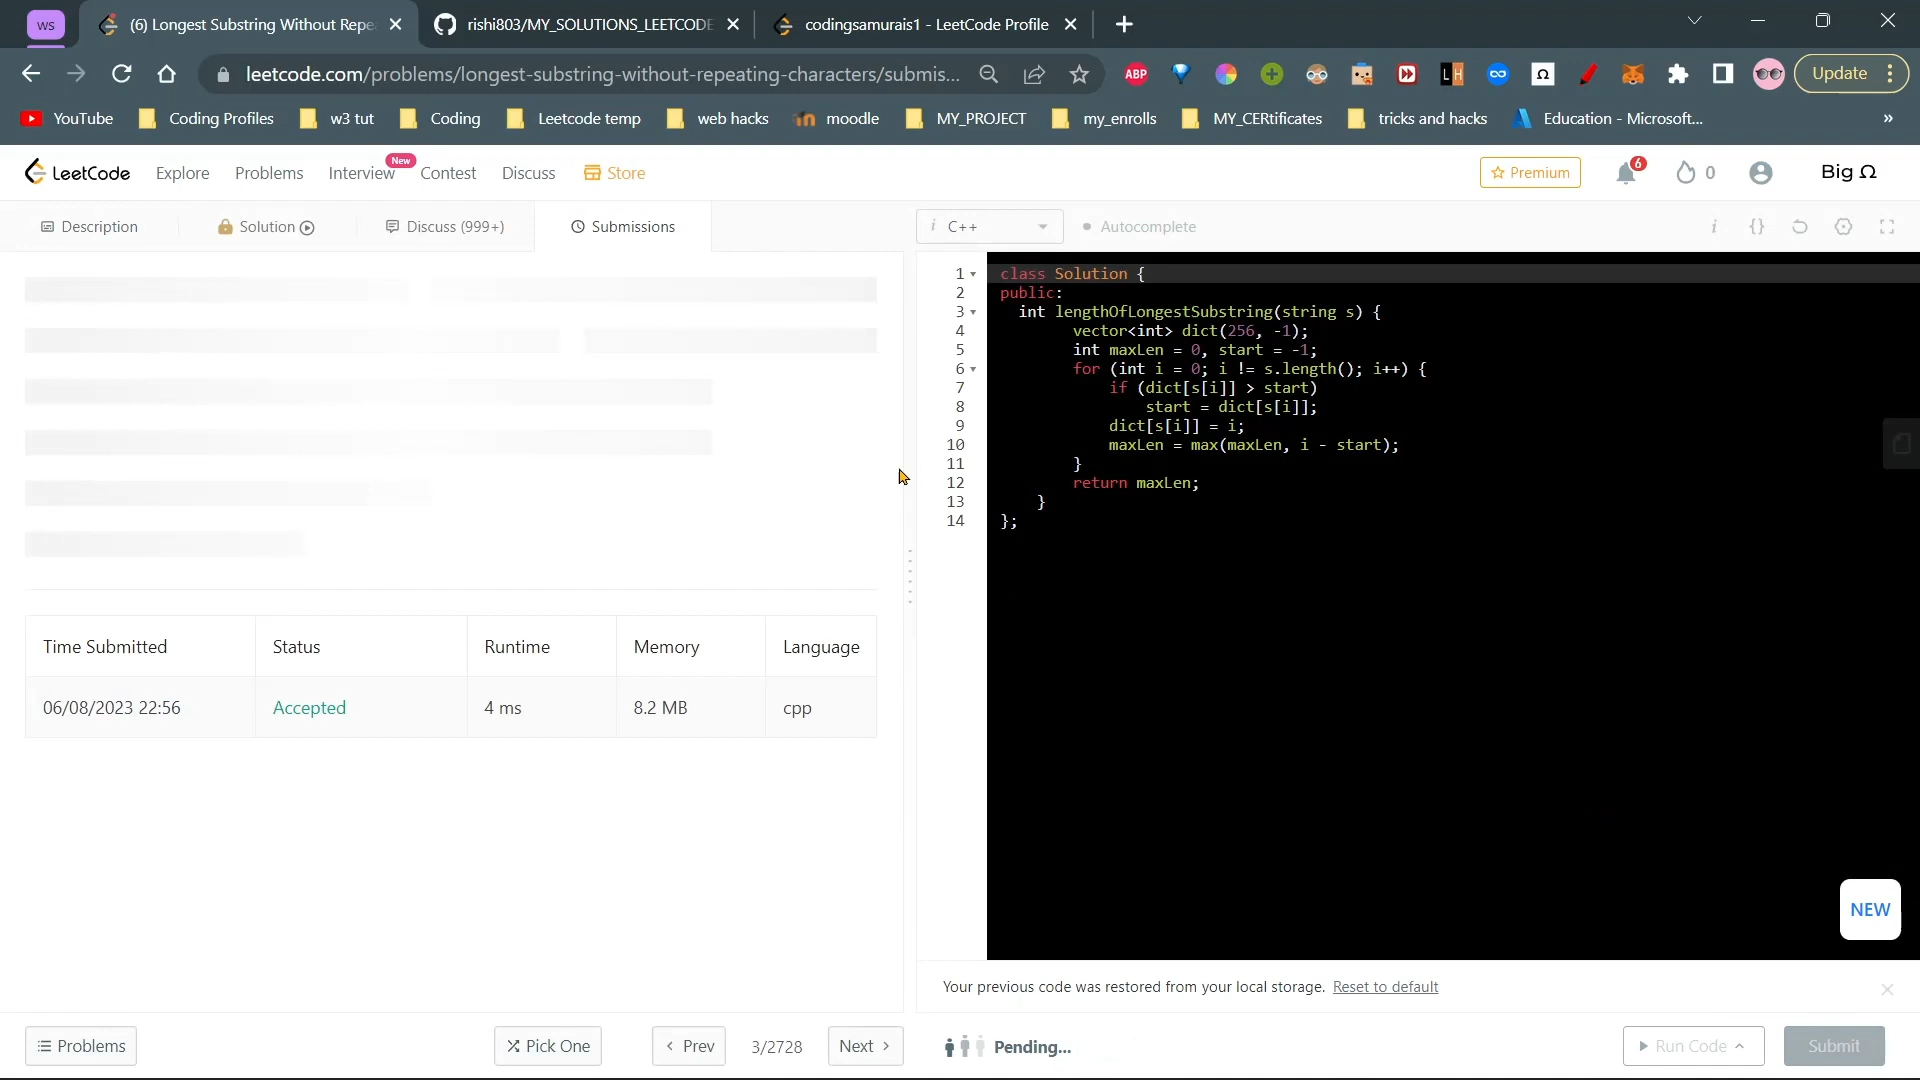 ws
(6) Longest Substring Without Repe
rishi803/MY_SOLUTIONS_LEETCODE
codingsamurais1 - LeetCode Profile
leetcode.com/problems/longest-substring-without-repeating-characters/submis...
ABP
LH
Ω
Update
YouTube
Coding Profiles
w3 tut
Coding
Leetcode temp
web hacks
moodle
MY_PROJECT
my_enrolls
MY_CERtificates
tricks and hacks
Education - Microsoft...
»
LeetCode
Explore
Problems
Interview
New
Contest
Discuss
Store
Premium
6
0
Big Ω
Description
Solution
Discuss (999+)
Submissions
i C++
Autocomplete
i {}
1 class Solution {
2 public:
3 int lengthOfLongestSubstring(string s) {
4 vector<int> dict(256, -1);
5 int maxLen = 0, start = -1;
6 for (int i = 0; i != s.length(); i++) {
7 if (dict[s[i]] > start)
8 start = dict[s[i]];
9 dict[s[i]] = i;
10 maxLen = max(maxLen, i - start);
11 }
12 return maxLen;
13 }
14 };
Time Submitted Status Runtime Memory Language
06/08/2023 22:56 Accepted 4 ms 8.2 MB cpp
NEW
Your previous code was restored from your local storage. Reset to default
Problems
Pick One
Prev
3/2728
Next
Pending...
Run Code
Submit